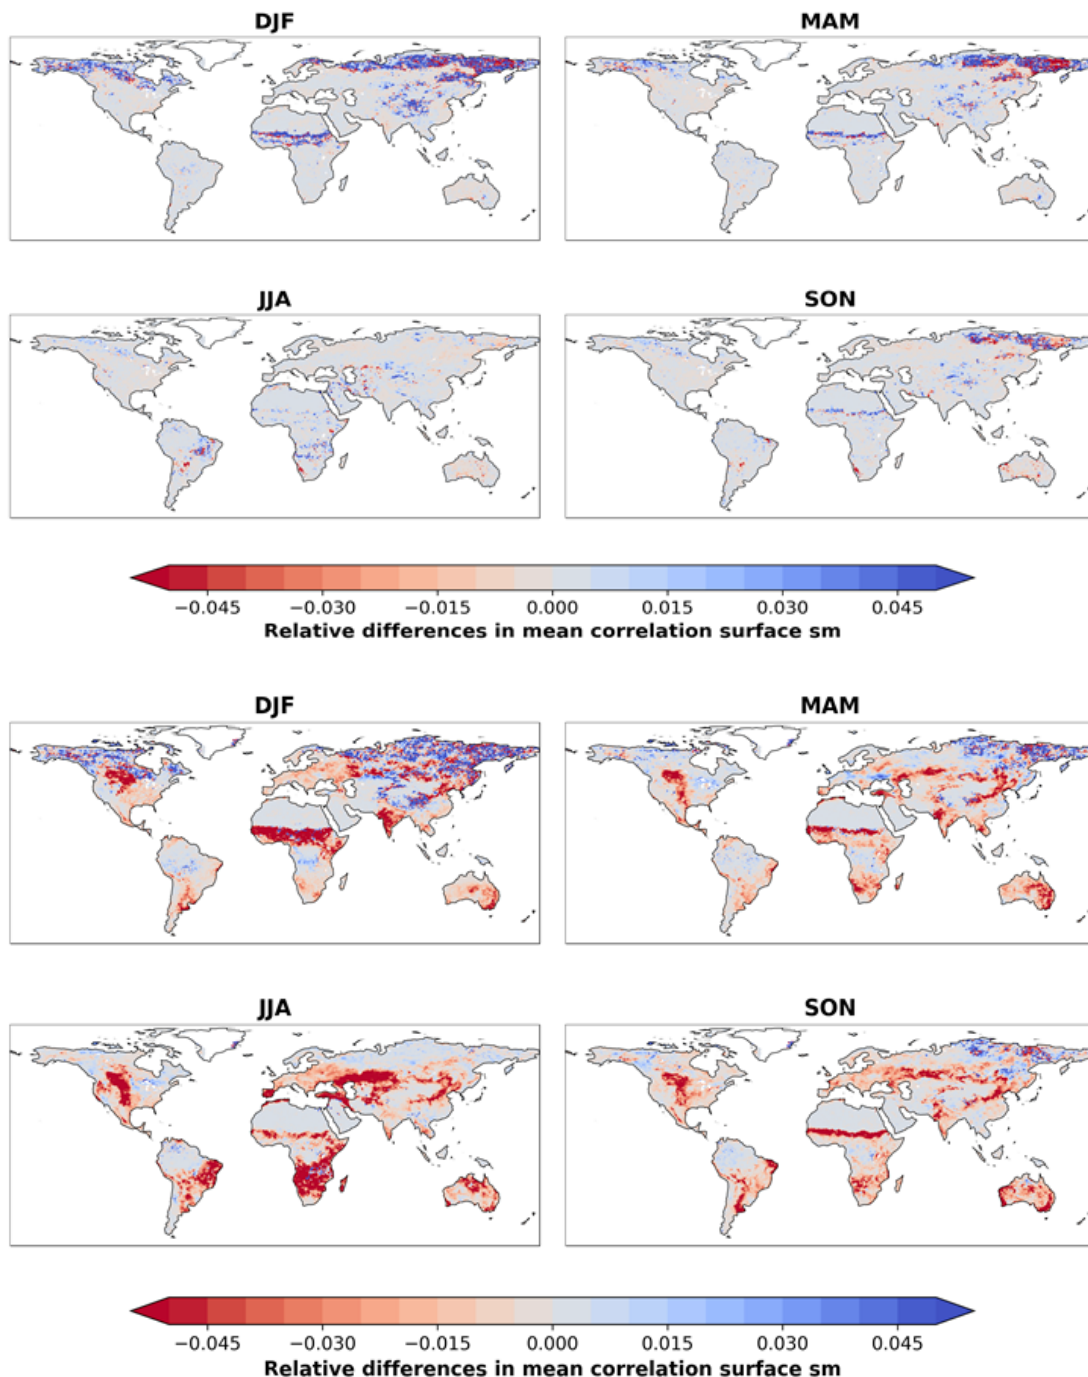 DJF MAM
JJA SON
−0.045 −0.030 −0.015 0.000 0.015 0.030 0.045
Relative differences in mean correlation surface sm
DJF MAM
JJA SON
−0.045 −0.030 −0.015 0.000 0.015 0.030 0.045
Relative differences in mean correlation surface sm